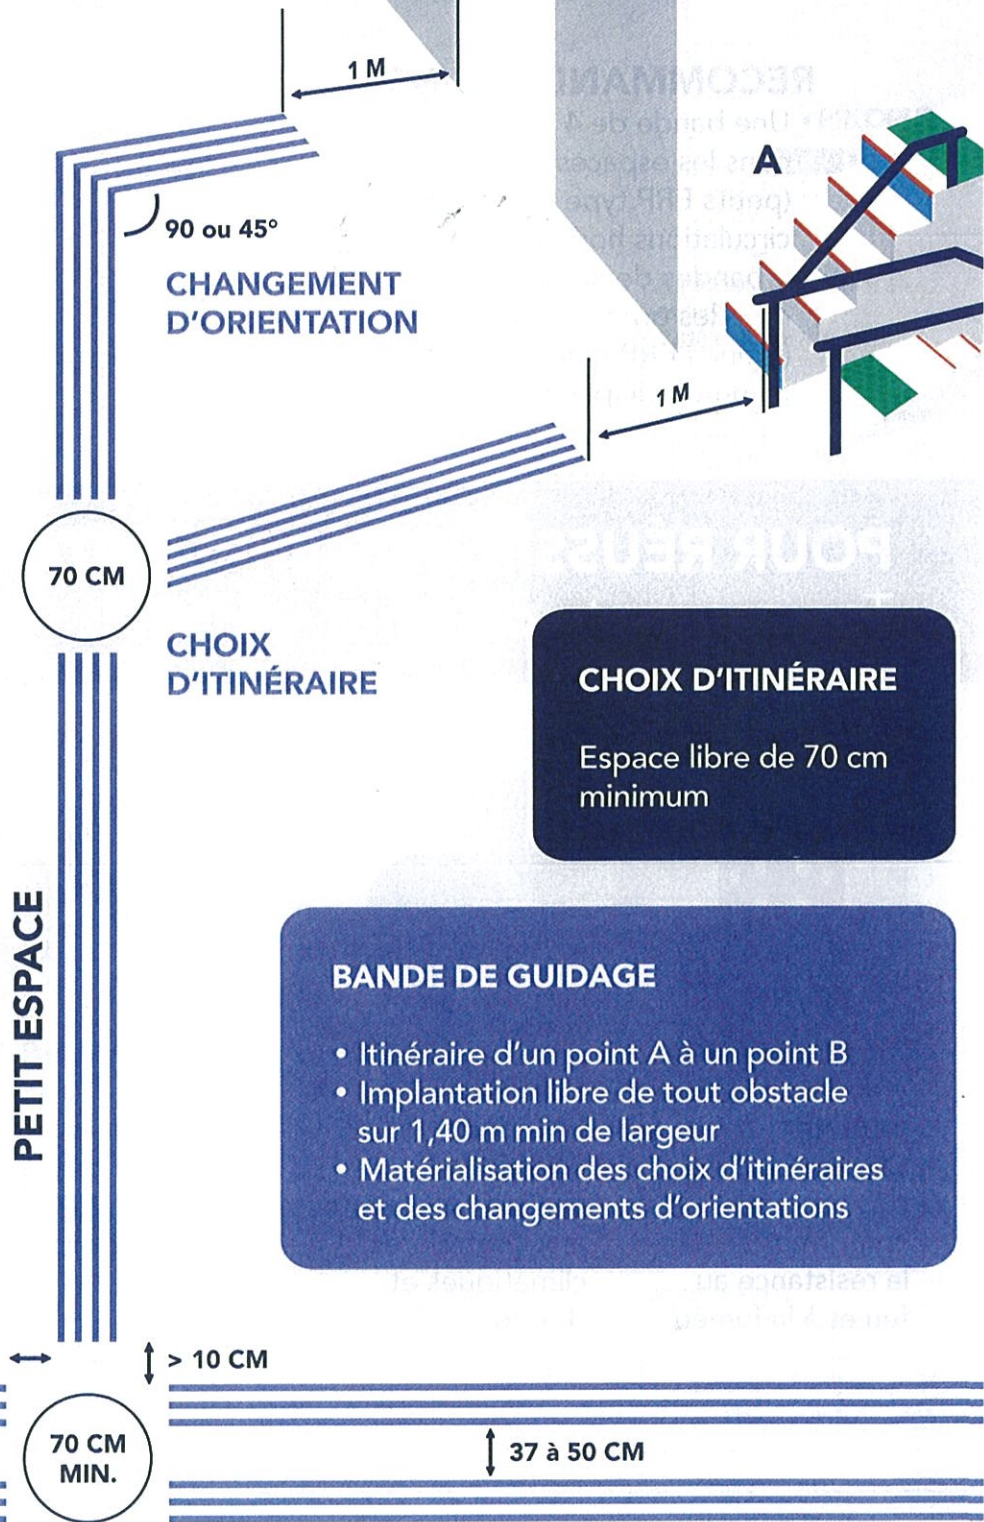 1 M
A
90 ou 45°
CHANGEMENT
D'ORIENTATION
1 M
70 CM
CHOIX
D'ITINÉRAIRE
CHOIX D'ITINÉRAIRE
Espace libre de 70 cm
minimum
PETIT ESPACE
BANDE DE GUIDAGE
• Itinéraire d'un point A à un point B
• Implantation libre de tout obstacle
sur 1,40 m min de largeur
• Matérialisation des choix d'itinéraires
et des changements d'orientations
> 10 CM
70 CM
MIN.
37 à 50 CM